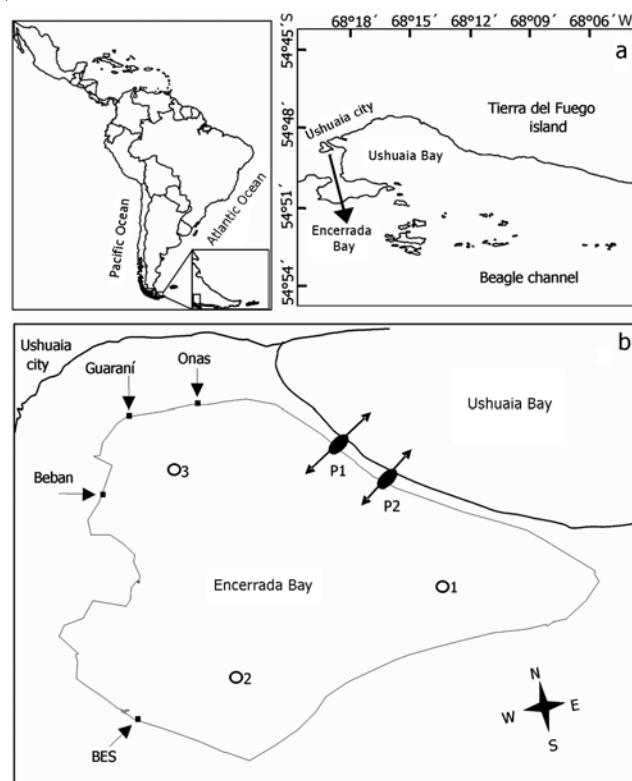 Pacific Ocean
Atlantic Ocean
68°18' 68°15' 68°12' 68°09' 68°06' W
54°45' S
54°48'
54°51'
54°54'
a
Ushuaia city
Tierra del Fuego
island
Ushuaia Bay
Encerrada
Bay
Beagle channel
b
Ushuaia
city
Guaraní
Onas
Ushuaia Bay
Beban
3
P1
P2
Encerrada Bay
1
2
BES
N
W E
S